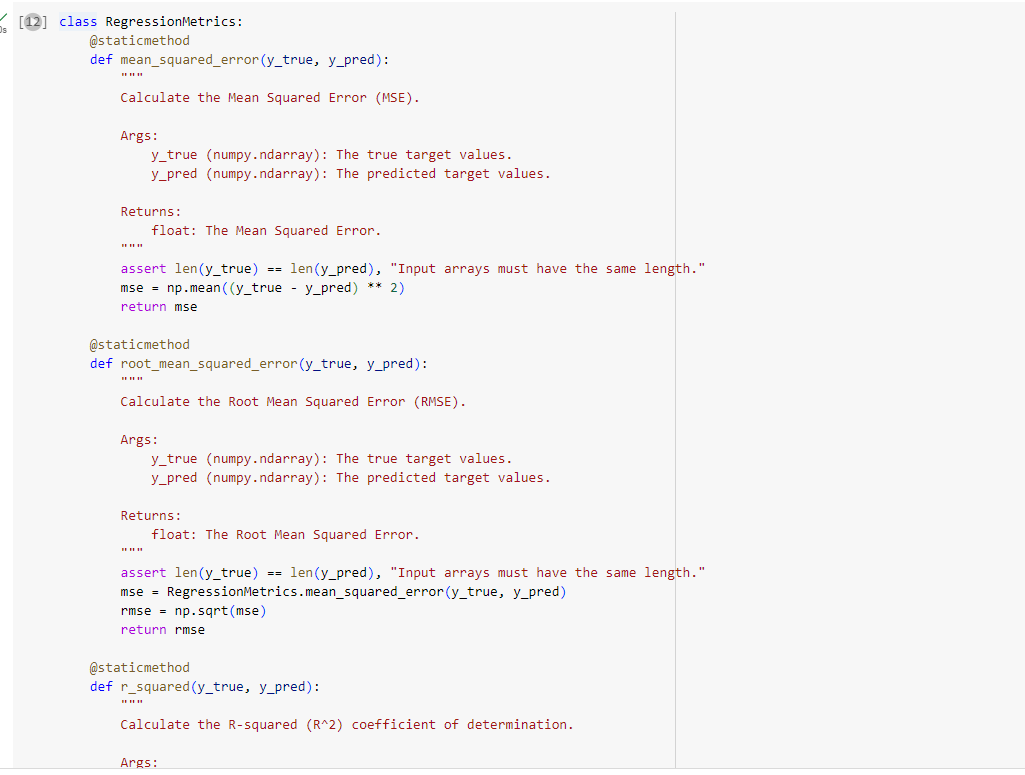 [12] class RegressionMetrics:
    @staticmethod
    def mean_squared_error(y_true, y_pred):
        """
        Calculate the Mean Squared Error (MSE).

        Args:
            y_true (numpy.ndarray): The true target values.
            y_pred (numpy.ndarray): The predicted target values.

        Returns:
            float: The Mean Squared Error.
        """
        assert len(y_true) == len(y_pred), "Input arrays must have the same length."
        mse = np.mean((y_true - y_pred) ** 2)
        return mse

    @staticmethod
    def root_mean_squared_error(y_true, y_pred):
        """
        Calculate the Root Mean Squared Error (RMSE).

        Args:
            y_true (numpy.ndarray): The true target values.
            y_pred (numpy.ndarray): The predicted target values.

        Returns:
            float: The Root Mean Squared Error.
        """
        assert len(y_true) == len(y_pred), "Input arrays must have the same length."
        mse = RegressionMetrics.mean_squared_error(y_true, y_pred)
        rmse = np.sqrt(mse)
        return rmse

    @staticmethod
    def r_squared(y_true, y_pred):
        """
        Calculate the R-squared (R^2) coefficient of determination.

        Args: